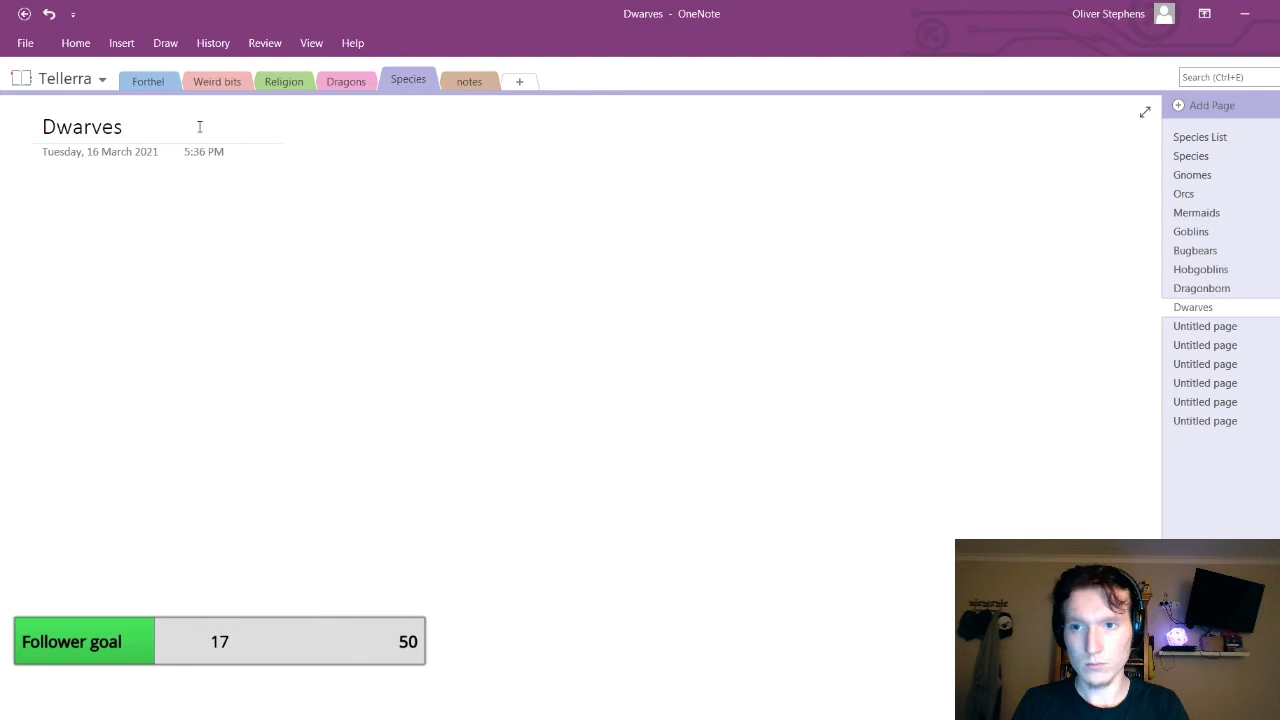 Dwarves - OneNote
Oliver Stephens
File Home Insert Draw History Review View Help
Tellerra
Forthel Weird bits Religion Dragons Species notes +
Search (Ctrl+E)
Dwarves
Tuesday, 16 March 2021 5:36 PM
Add Page
Species List
Species
Gnomes
Orcs
Mermaids
Goblins
Bugbears
Hobgoblins
Dragonborn
Dwarves
Untitled page
Untitled page
Untitled page
Untitled page
Untitled page
Untitled page
Follower goal 17 50